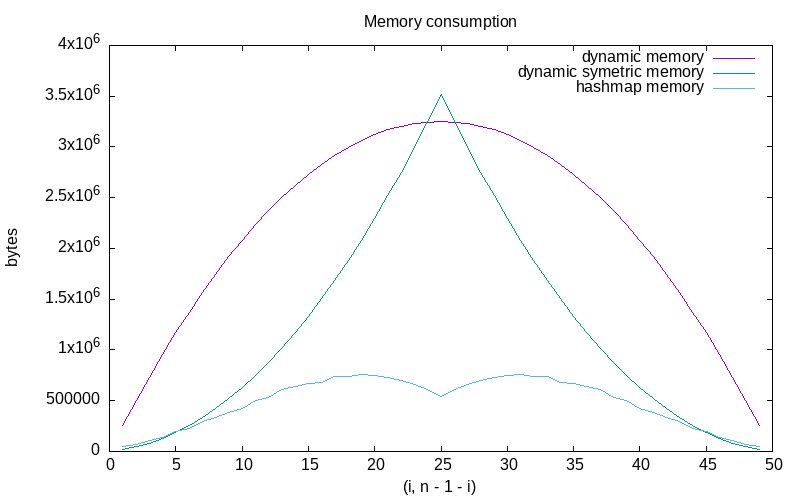 Memory consumption
4x10^6
3.5x10^6
3x10^6
2.5x10^6
2x10^6
1.5x10^6
1x10^6
500000
0
bytes
dynamic memory
dynamic symetric memory
hashmap memory
0 5 10 15 20 25 30 35 40 45 50
(i, n - 1 - i)